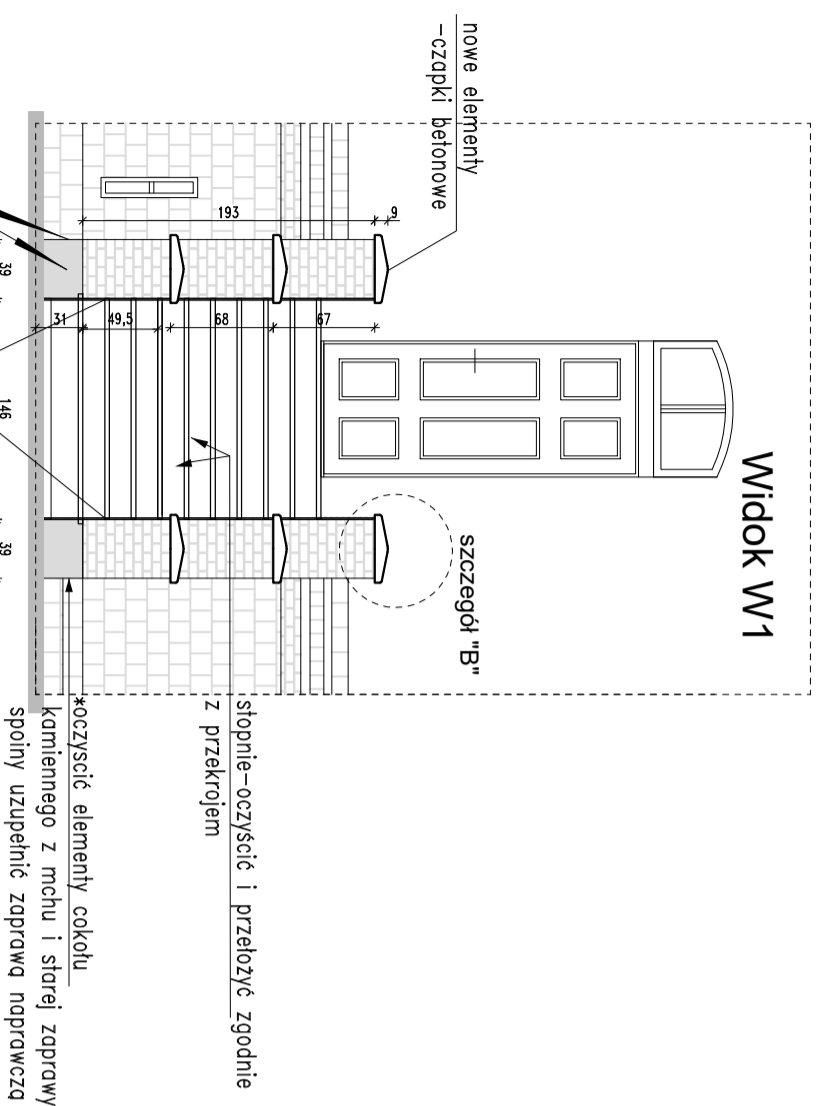 Widok W1
nowe elementy
-czapki betonowe
szczegół "B"
193
9
31
49,5
68
67
39
146
39
stopnie-oczyścić i przełożyć zgodnie
z przekrojem
*oczyscić elementy cokołu
kamiennego z mchu i starej zaprawy
spoiny uzupełnić zaprawą naprawczą